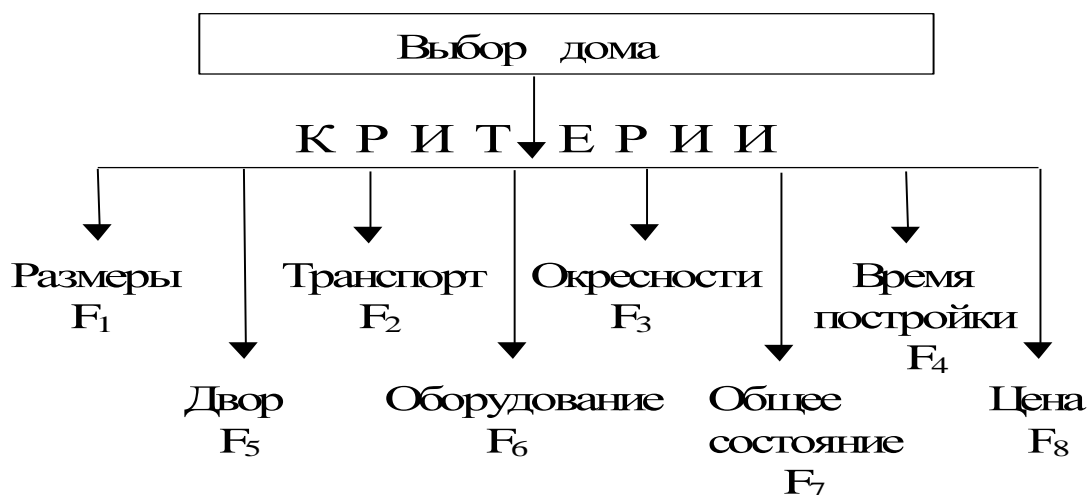 Выбор дома
К Р И Т Е Р И И
Размеры
F₁
Транспорт
F₂
Окресности
F₃
Время
постройки
F₄
Двор
F₅
Оборудование
F₆
Общее
состояние
F₇
Цена
F₈